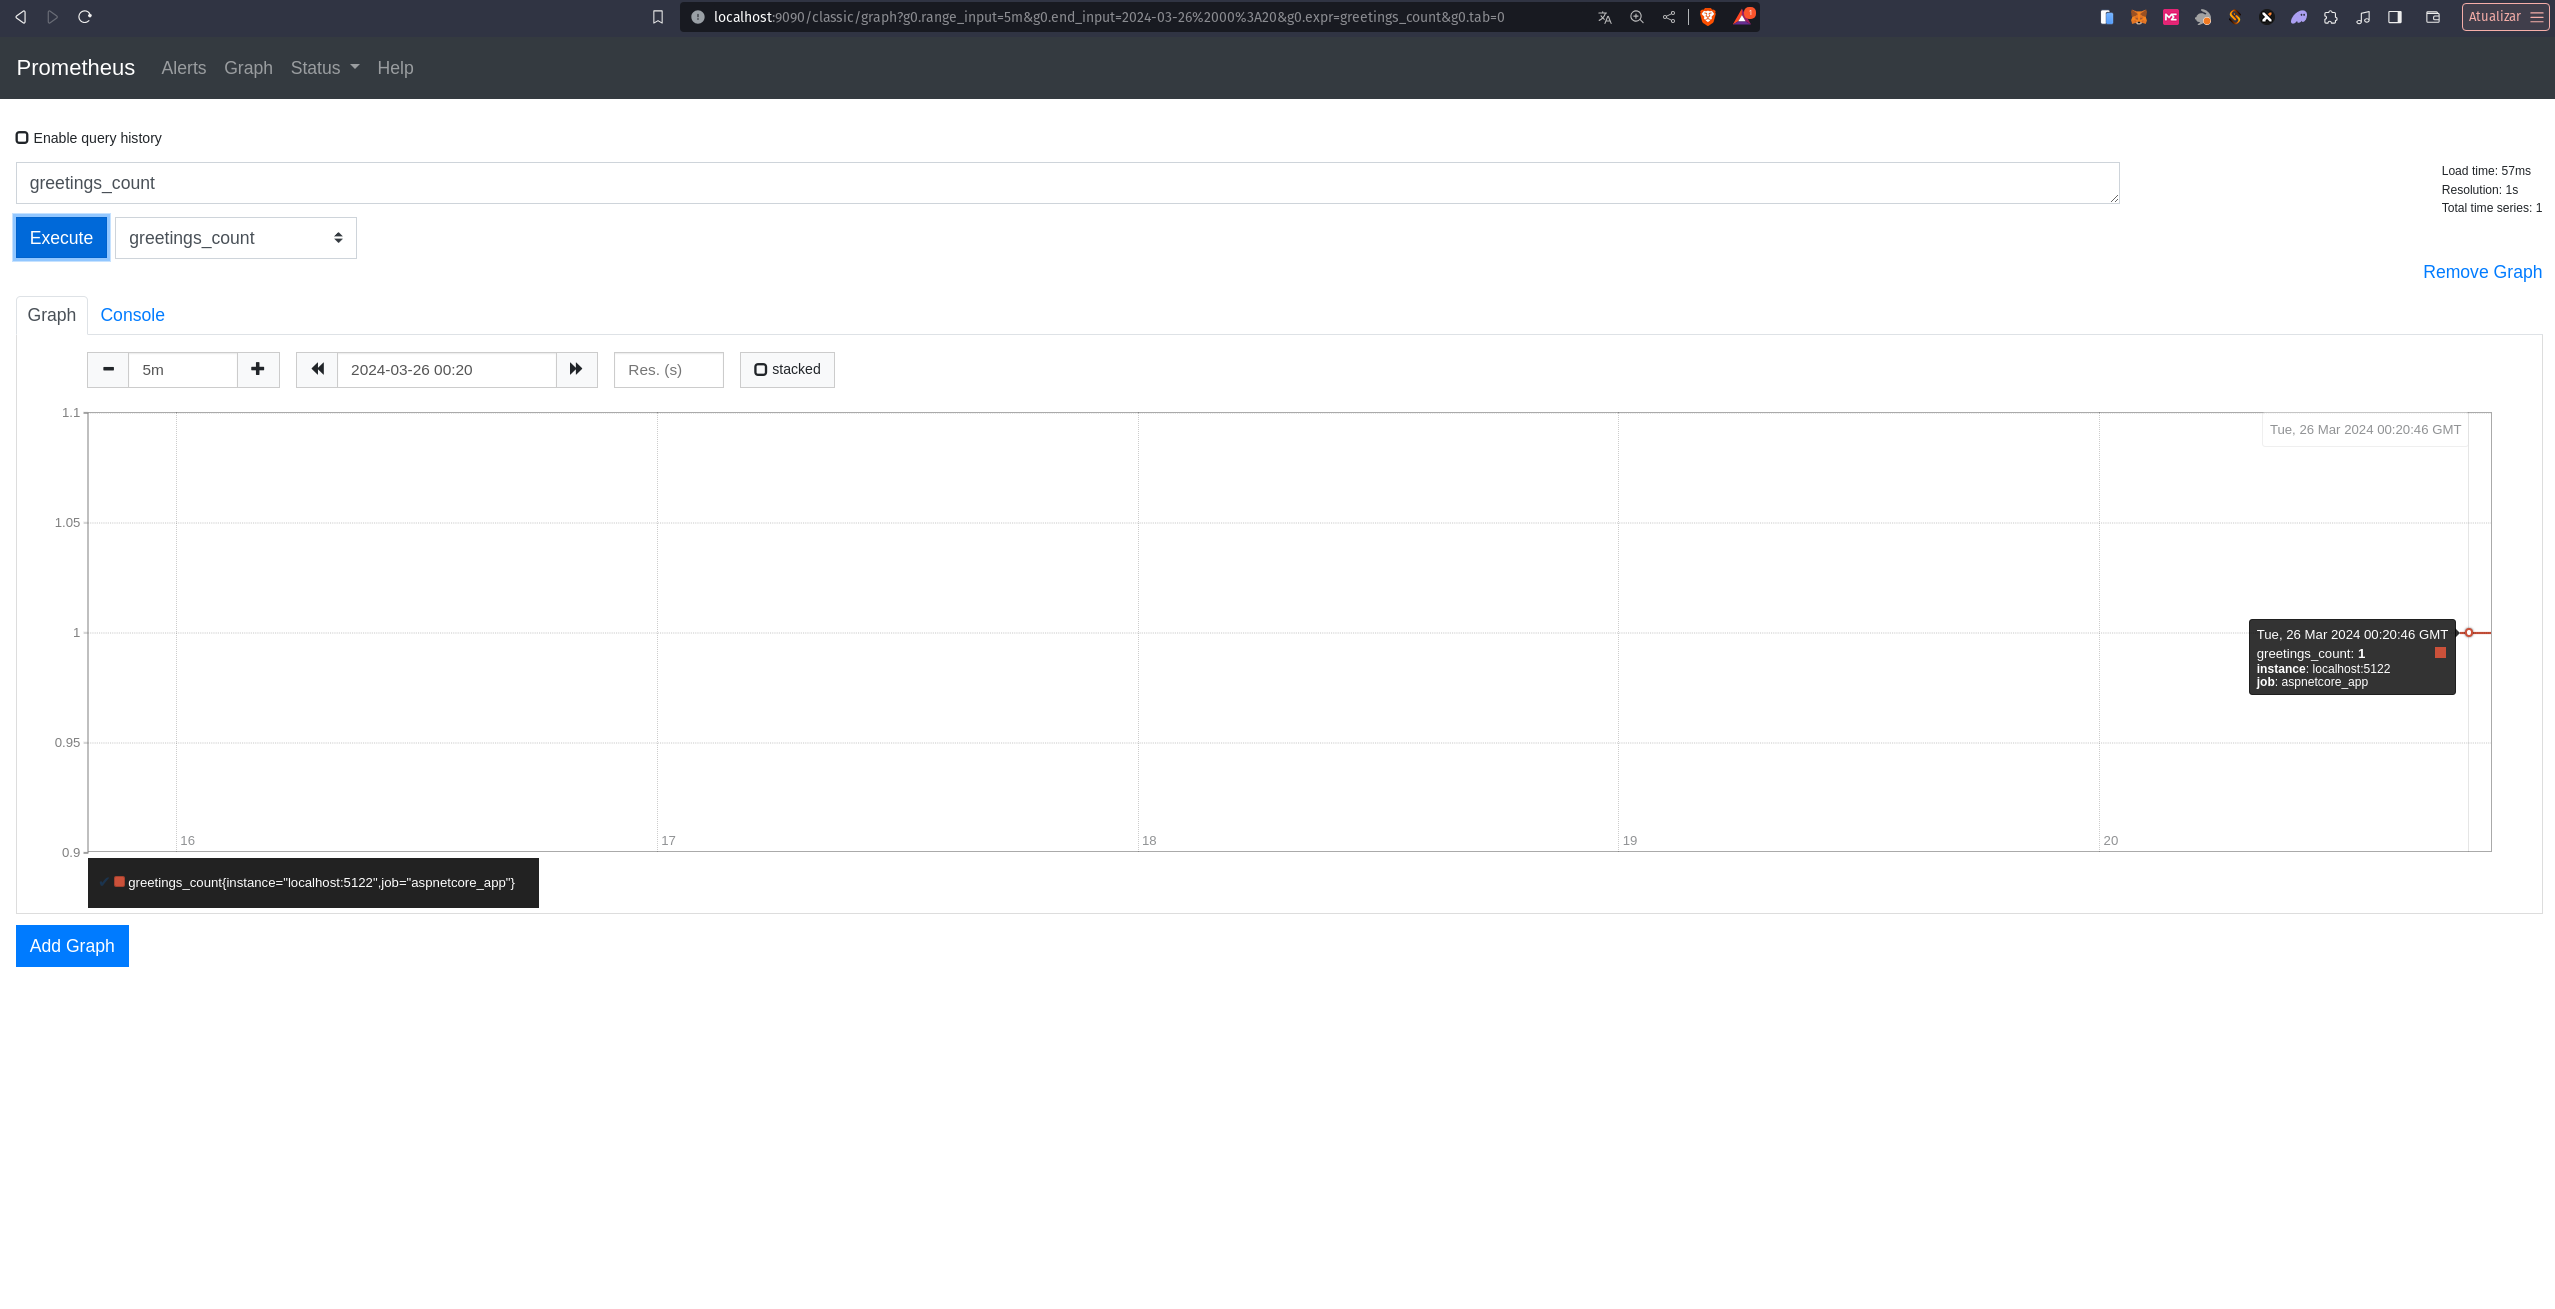 localhost:9090/classic/graph?g0.range_input=5m&g0.end_input=2024-03-26%2000%3A20&g0.expr=greetings_count&g0.tab=0
1
Atualizar
Prometheus Alerts Graph Status Help
Enable query history
greetings_count
Load time: 57ms
Resolution: 1s
Total time series: 1
Execute greetings_count
Remove Graph
Graph Console
5m 2024-03-26 00:20 Res. (s) stacked
1.1
Tue, 26 Mar 2024 00:20:46 GMT
1.05
1
Tue, 26 Mar 2024 00:20:46 GMT
greetings_count: 1
instance: localhost:5122
job: aspnetcore_app
0.95
16 17 18 19 20
0.9
greetings_count{instance="localhost:5122",job="aspnetcore_app"}
Add Graph